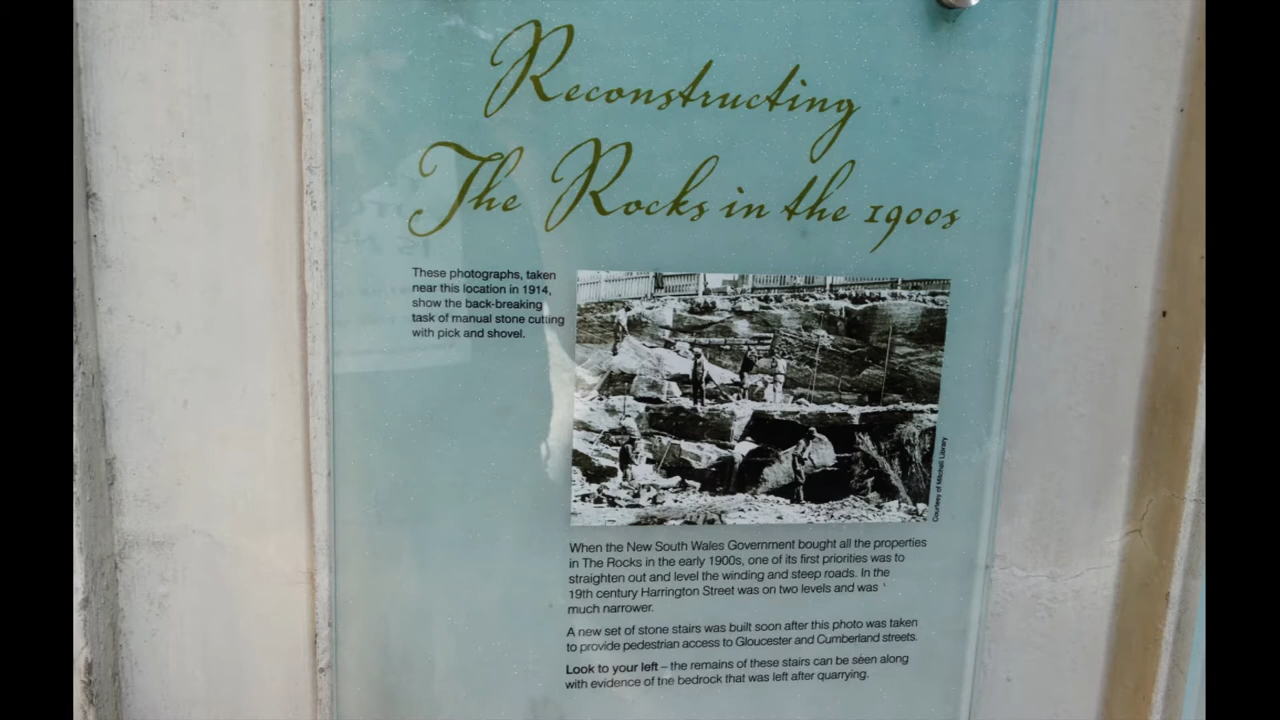 Reconstructing
The Rocks in the 1900s
These photographs, taken
near this location in 1914,
show the back-breaking
task of manual stone cutting
with pick and shovel.
Courtesy of Mitchell Library
When the New South Wales Government bought all the properties
in The Rocks in the early 1900s, one of its first priorities was to
straighten out and level the winding and steep roads. In the
19th century Harrington Street was on two levels and was
much narrower.
A new set of stone stairs was built soon after this photo was taken
to provide pedestrian access to Gloucester and Cumberland streets.
Look to your left – the remains of these stairs can be seen along
with evidence of the bedrock that was left after quarrying.